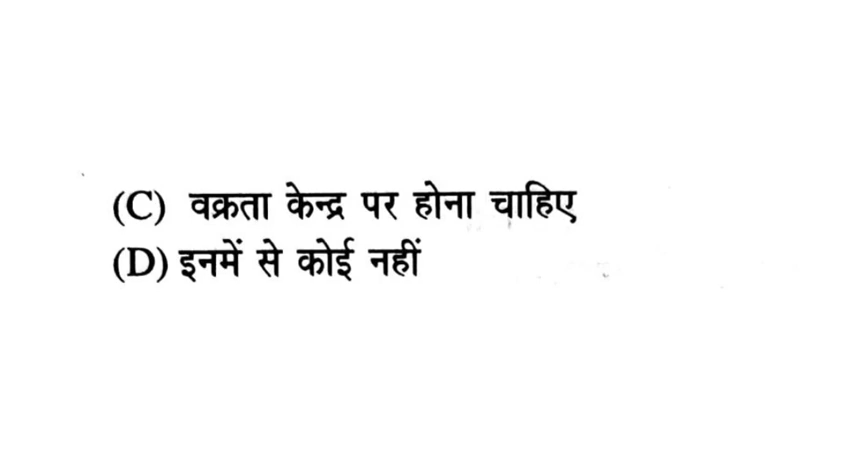 (C) वक्रता केन्द्र पर होना चाहिए
(D) इनमें से कोई नहीं